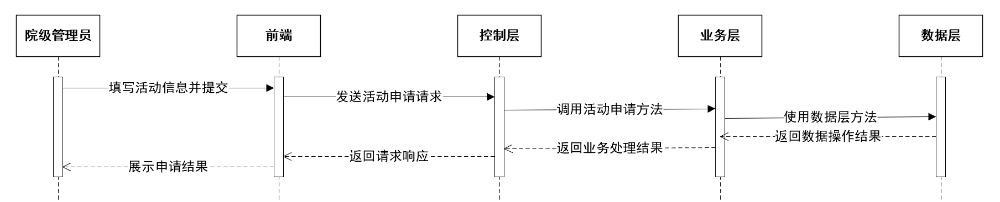 院级管理员
前端
控制层
业务层
数据层
填写活动信息并提交
发送活动申请请求
调用活动申请方法
使用数据层方法
返回数据操作结果
返回业务处理结果
返回请求响应
展示申请结果